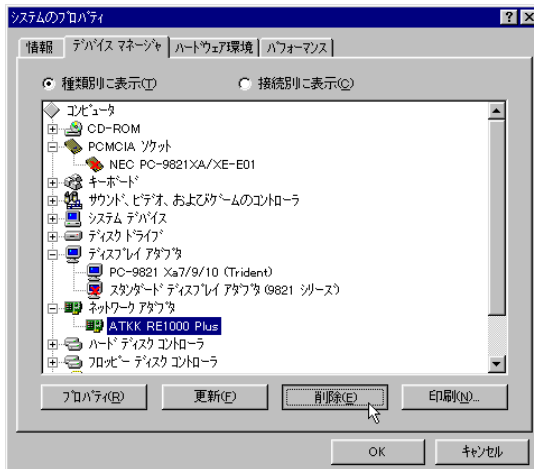 システムのプロパティ
情報 デバイス マネージャ ハードウェア環境 パフォーマンス
種類別に表示(T) 接続別に表示(C)
コンピュータ
CD-ROM
PCMCIA ソケット
NEC PC-9821XA/XE-E01
キーボード
サウンド、ビデオ、およびゲームのコントローラ
システム デバイス
ディスク ドライブ
ディスプレイ アダプタ
PC-9821 Xa7/9/10 (Trident)
スタンダード ディスプレイ アダプタ (9821 シリーズ)
ネットワーク アダプタ
ATKK RE1000 Plus
ハード ディスク コントローラ
フロッピー ディスク コントローラ
プロパティ(R) 更新(F) 削除(E) 印刷(N)...
OK キャンセル